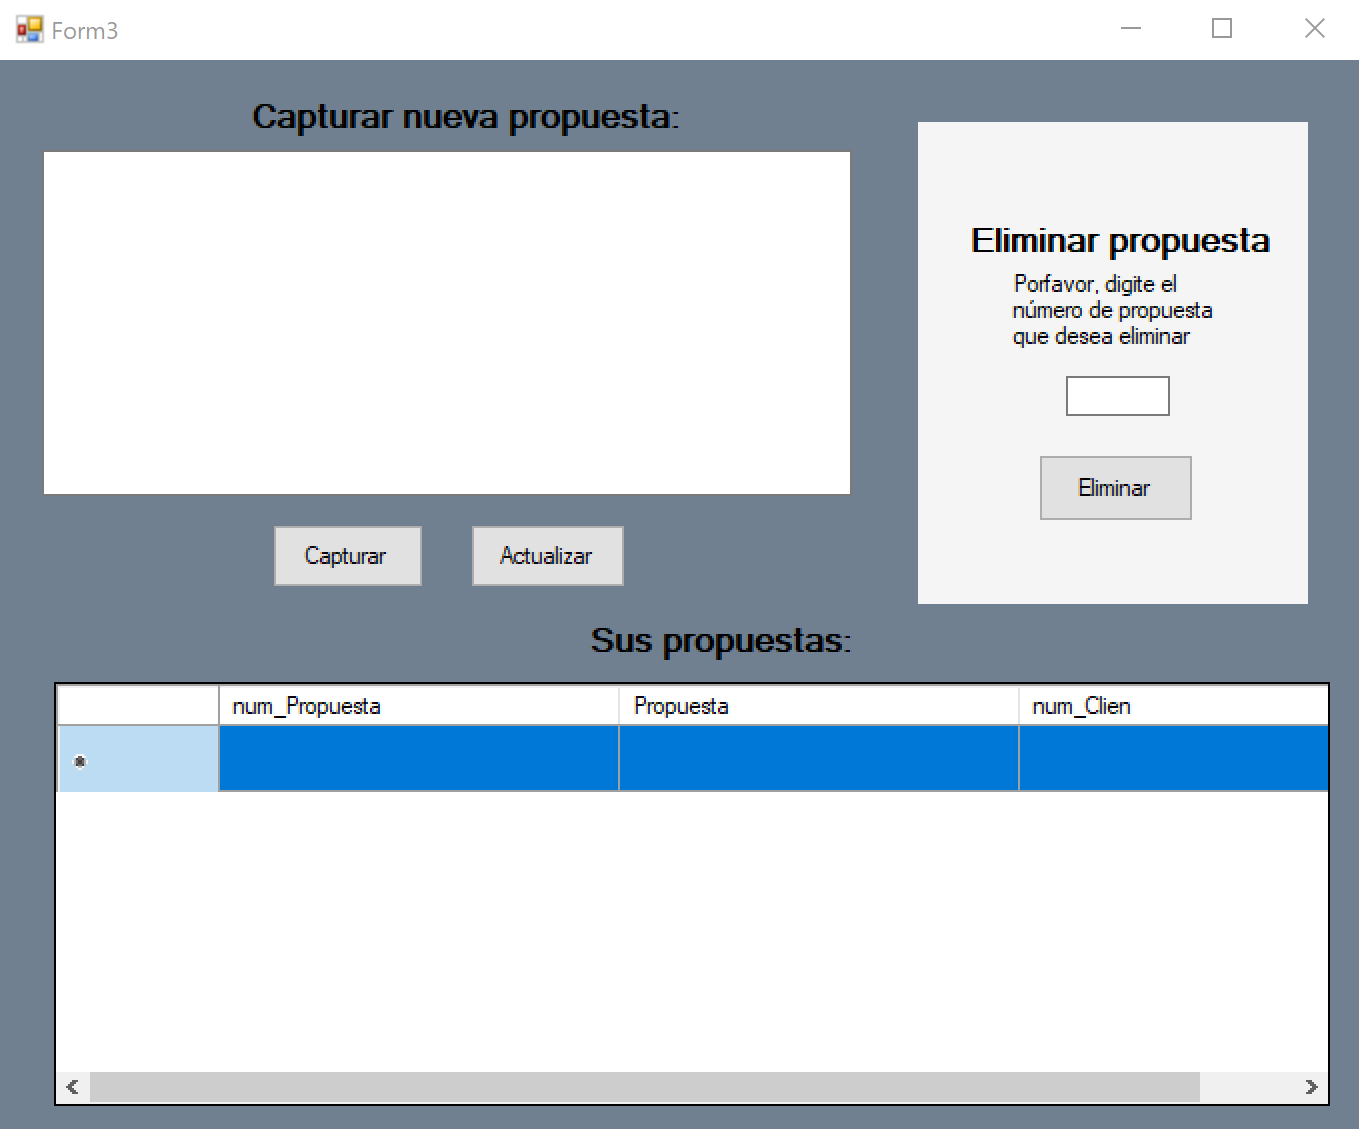 Form3
Capturar nueva propuesta:
Eliminar propuesta
Porfavor, digite el
número de propuesta
que desea eliminar
Eliminar
Capturar
Actualizar
Sus propuestas:
num_Propuesta
Propuesta
num_Clien